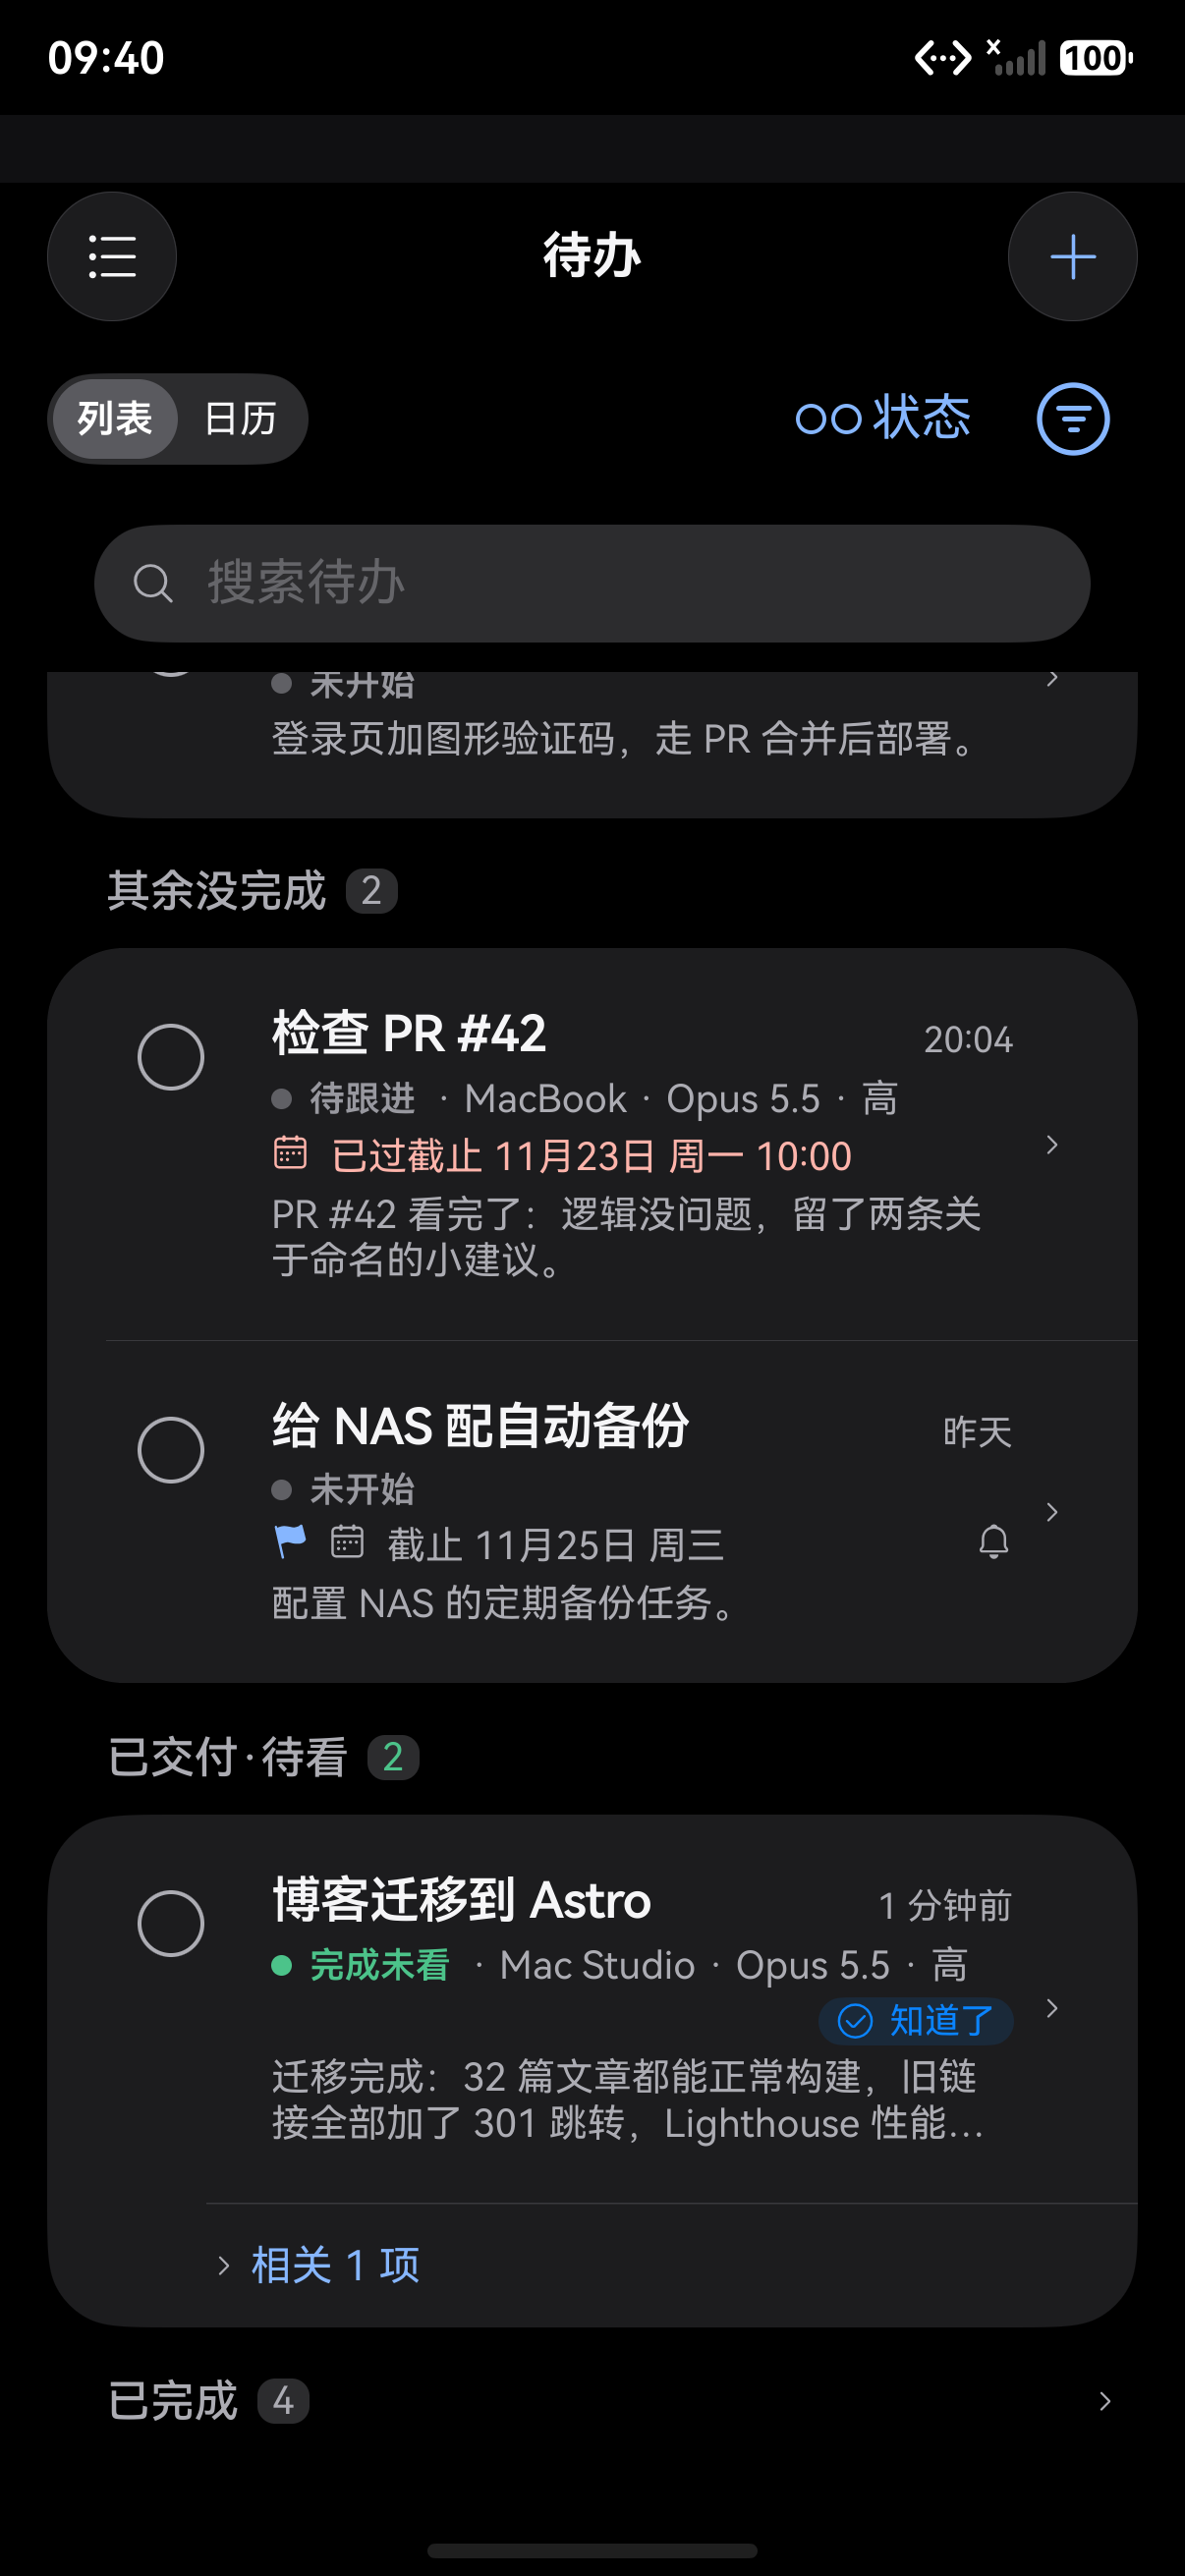 09:40
100
待办
列表 日历
状态
搜索待办
未开始
登录页加图形验证码，走 PR 合并后部署。
其余没完成 2
检查 PR #42 20:04
待跟进 · MacBook · Opus 5.5 · 高
已过截止 11月23日 周一 10:00
PR #42 看完了：逻辑没问题，留了两条关
于命名的小建议。
给 NAS 配自动备份 昨天
未开始
截止 11月25日 周三
配置 NAS 的定期备份任务。
已交付·待看 2
博客迁移到 Astro 1 分钟前
完成未看 · Mac Studio · Opus 5.5 · 高
知道了
迁移完成：32 篇文章都能正常构建，旧链
接全部加了 301 跳转，Lighthouse 性能…
相关 1 项
已完成 4